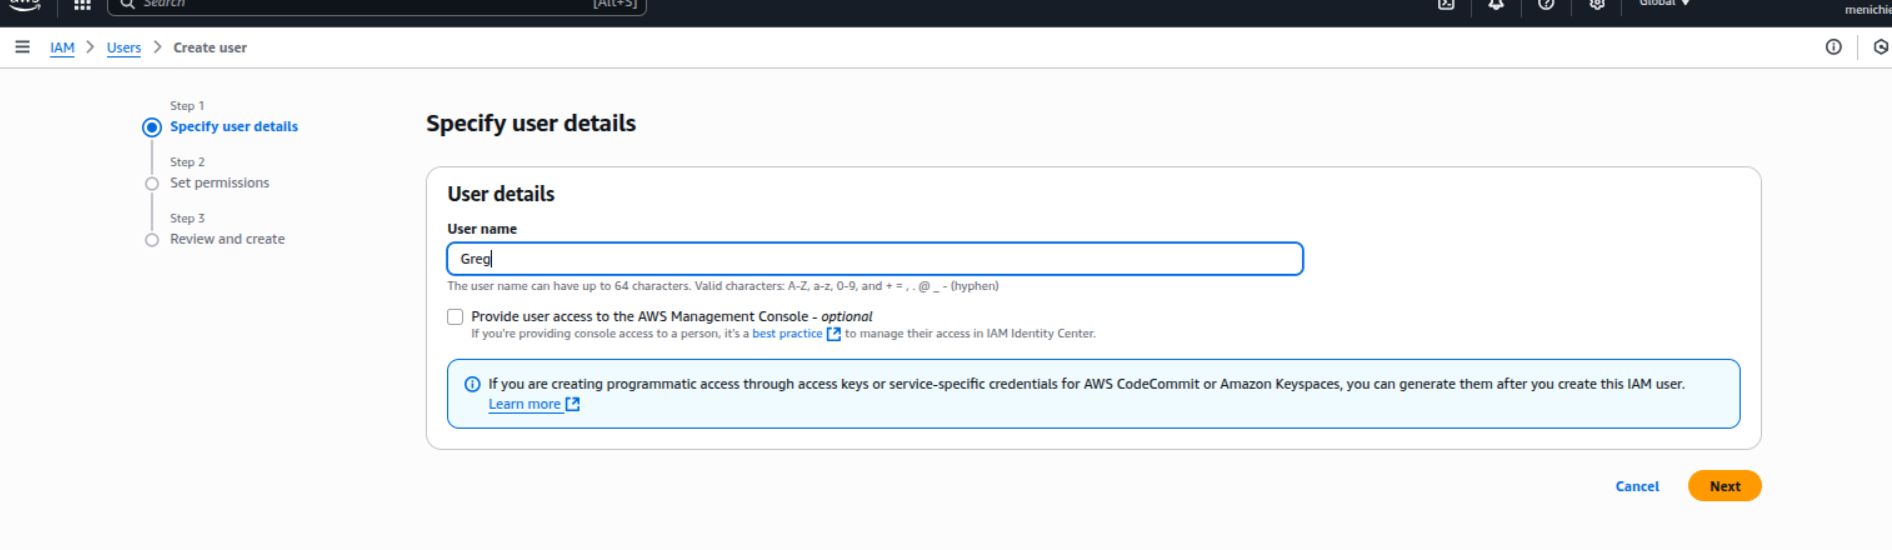 aws
Search
[Alt+S]
Global ▼
IAM > Users > Create user
Step 1
Specify user details
Step 2
Set permissions
Step 3
Review and create
Specify user details
User details
User name
Greg
The user name can have up to 64 characters. Valid characters: A-Z, a-z, 0-9, and + = , . @ _ - (hyphen)
Provide user access to the AWS Management Console - optional
If you're providing console access to a person, it's a best practice to manage their access in IAM Identity Center.
If you are creating programmatic access through access keys or service-specific credentials for AWS CodeCommit or Amazon Keyspaces, you can generate them after you create this IAM user.
Learn more
Cancel
Next